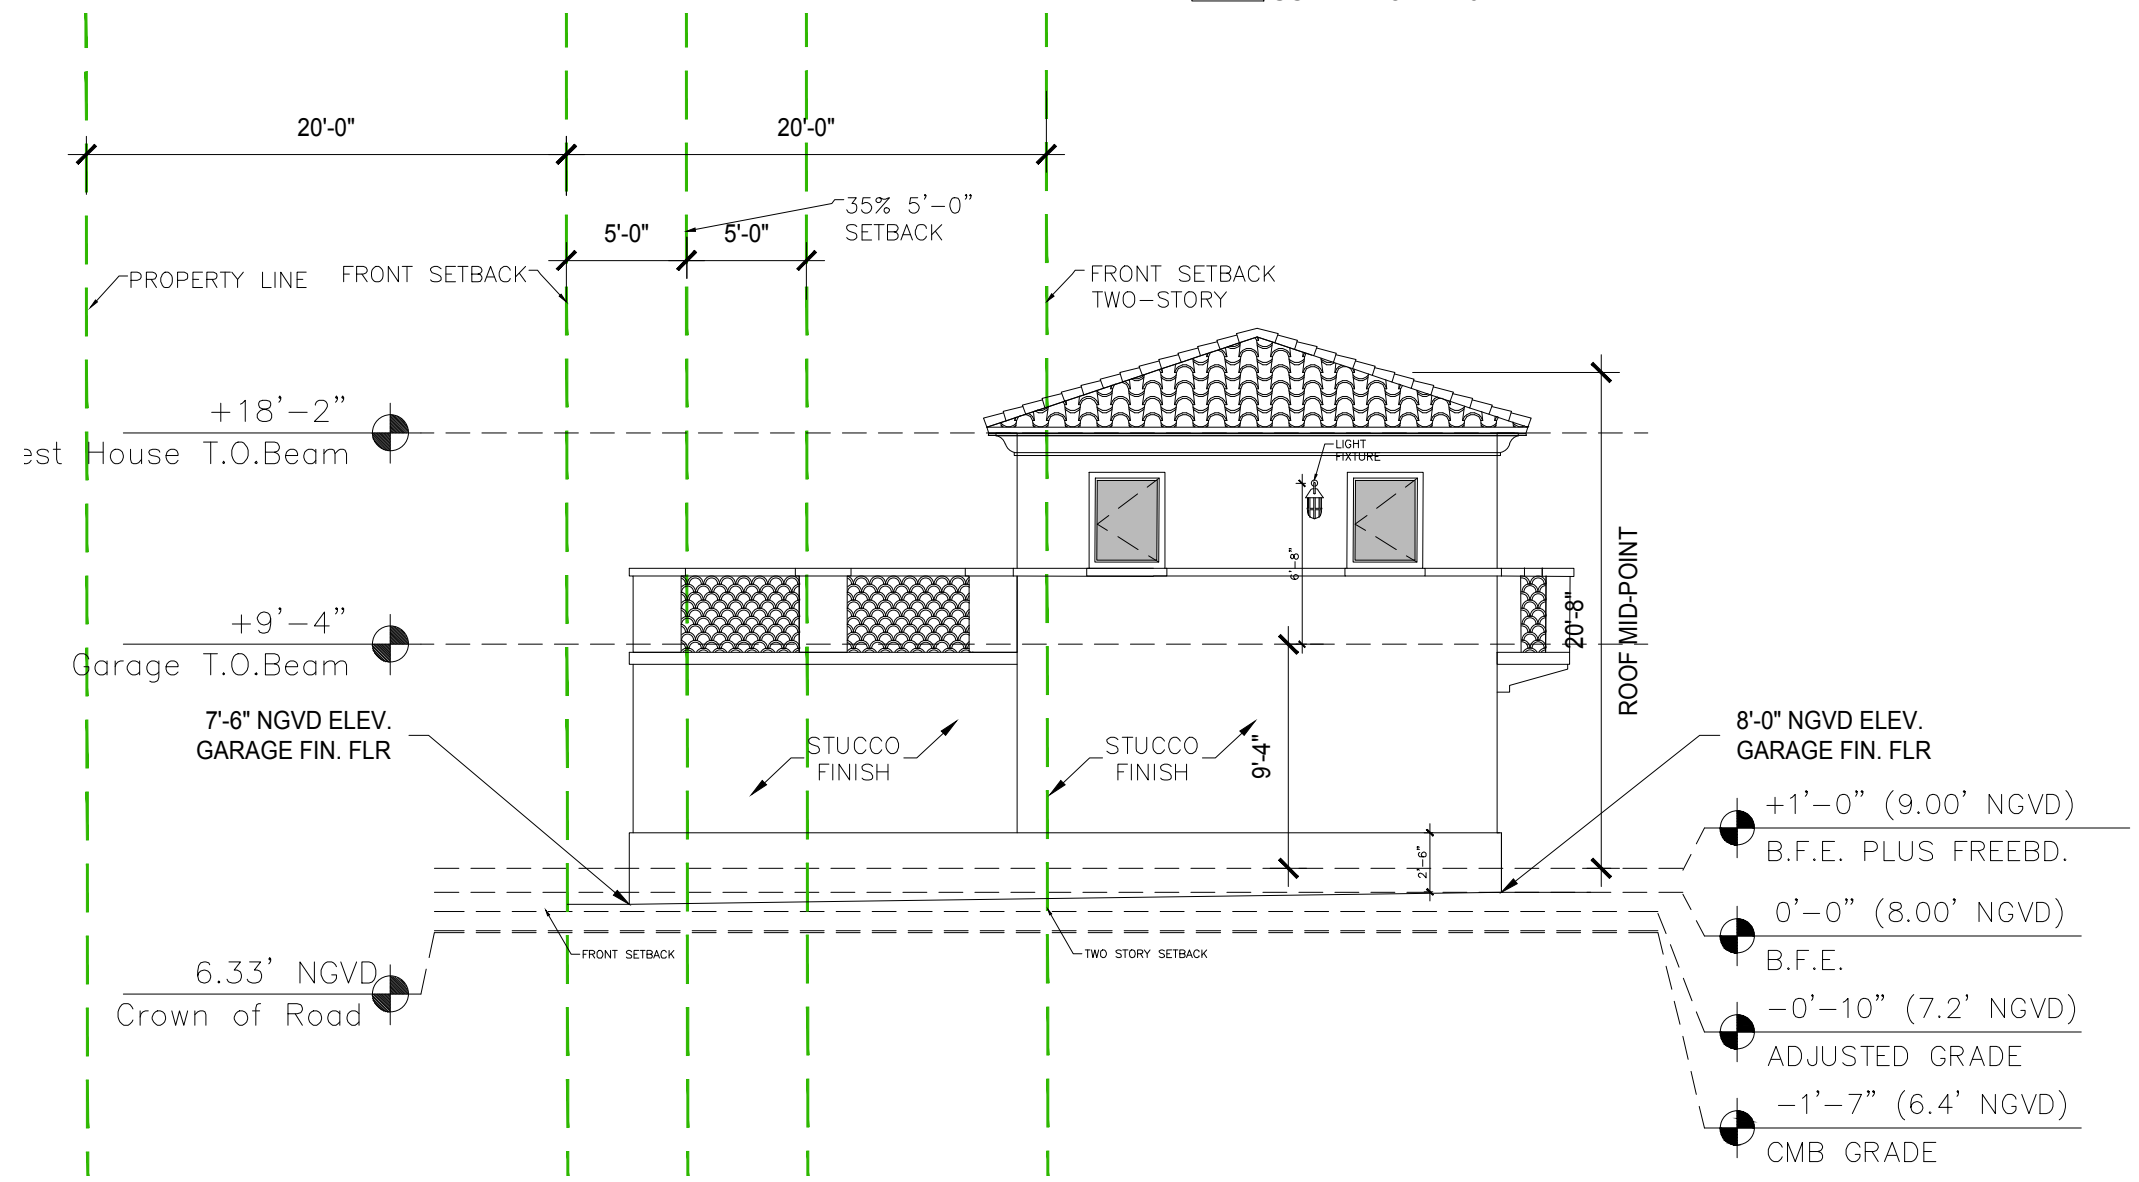 20'-0"
20'-0"
35% 5'-0"
SETBACK
5'-0"
5'-0"
PROPERTY LINE
FRONT SETBACK
FRONT SETBACK
TWO-STORY
+18'-2"
House T.O.Beam
LIGHT
FIXTURE
6'-8"
+9'-4"
Garage T.O.Beam
20'-8"
ROOF MID-POINT
7'-6" NGVD ELEV.
GARAGE FIN. FLR
STUCCO
FINISH
STUCCO
FINISH
9'-4"
8'-0" NGVD ELEV.
GARAGE FIN. FLR
+1'-0" (9.00' NGVD)
B.F.E. PLUS FREEBD.
2'-6"
0'-0" (8.00' NGVD)
B.F.E.
FRONT SETBACK
TWO STORY SETBACK
6.33' NGVD
Crown of Road
-0'-10" (7.2' NGVD)
ADJUSTED GRADE
-1'-7" (6.4' NGVD)
CMB GRADE